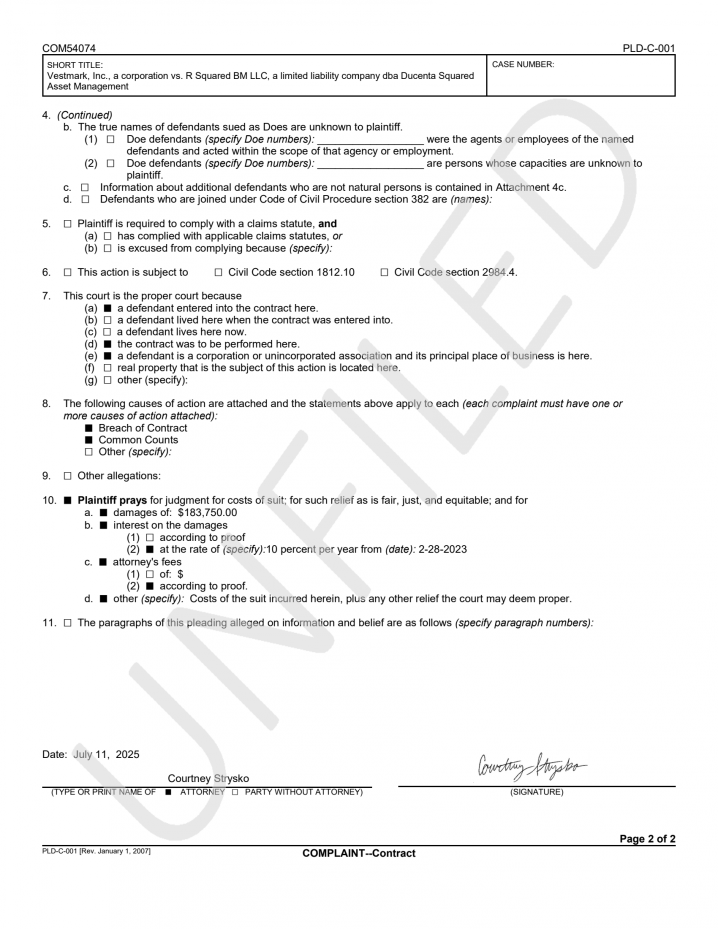 COM54074 PLD-C-001
SHORT TITLE: CASE NUMBER:
Vestmark, Inc., a corporation vs. R Squared BM LLC, a limited liability company dba Ducenta Squared
Asset Management
4. (Continued)
b. The true names of defendants sued as Does are unknown to plaintiff.
(1) ☐ Doe defendants (specify Doe numbers): ___________________ were the agents or employees of the named
defendants and acted within the scope of that agency or employment.
(2) ☐ Doe defendants (specify Doe numbers): ___________________ are persons whose capacities are unknown to
plaintiff.
c. ☐ Information about additional defendants who are not natural persons is contained in Attachment 4c.
d. ☐ Defendants who are joined under Code of Civil Procedure section 382 are (names):
5. ☐ Plaintiff is required to comply with a claims statute, and
(a) ☐ has complied with applicable claims statutes, or
(b) ☐ is excused from complying because (specify):
6. ☐ This action is subject to ☐ Civil Code section 1812.10 ☐ Civil Code section 2984.4.
7. This court is the proper court because
(a) ■ a defendant entered into the contract here.
(b) ☐ a defendant lived here when the contract was entered into.
(c) ☐ a defendant lives here now.
(d) ■ the contract was to be performed here.
(e) ■ a defendant is a corporation or unincorporated association and its principal place of business is here.
(f) ☐ real property that is the subject of this action is located here.
(g) ☐ other (specify):
8. The following causes of action are attached and the statements above apply to each (each complaint must have one or
more causes of action attached):
■ Breach of Contract
■ Common Counts
☐ Other (specify):
9. ☐ Other allegations:
10. ■ Plaintiff prays for judgment for costs of suit; for such relief as is fair, just, and equitable; and for
a. ■ damages of: $183,750.00
b. ■ interest on the damages
(1) ☐ according to proof
(2) ■ at the rate of (specify):10 percent per year from (date): 2-28-2023
c. ■ attorney's fees
(1) ☐ of: $
(2) ■ according to proof.
d. ■ other (specify): Costs of the suit incurred herein, plus any other relief the court may deem proper.
11. ☐ The paragraphs of this pleading alleged on information and belief are as follows (specify paragraph numbers):
UNFILED
Date: July 11, 2025
Courtney Strysko Courtney Strysko
(TYPE OR PRINT NAME OF ■ ATTORNEY ☐ PARTY WITHOUT ATTORNEY) (SIGNATURE)
Page 2 of 2
PLD-C-001 [Rev. January 1, 2007] COMPLAINT--Contract